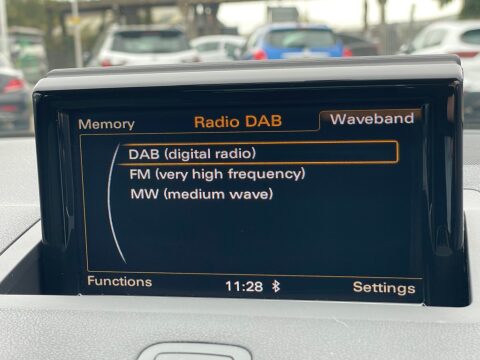 Memory Radio DAB Waveband
DAB (digital radio)
FM (very high frequency)
MW (medium wave)
Functions 11:28 Settings